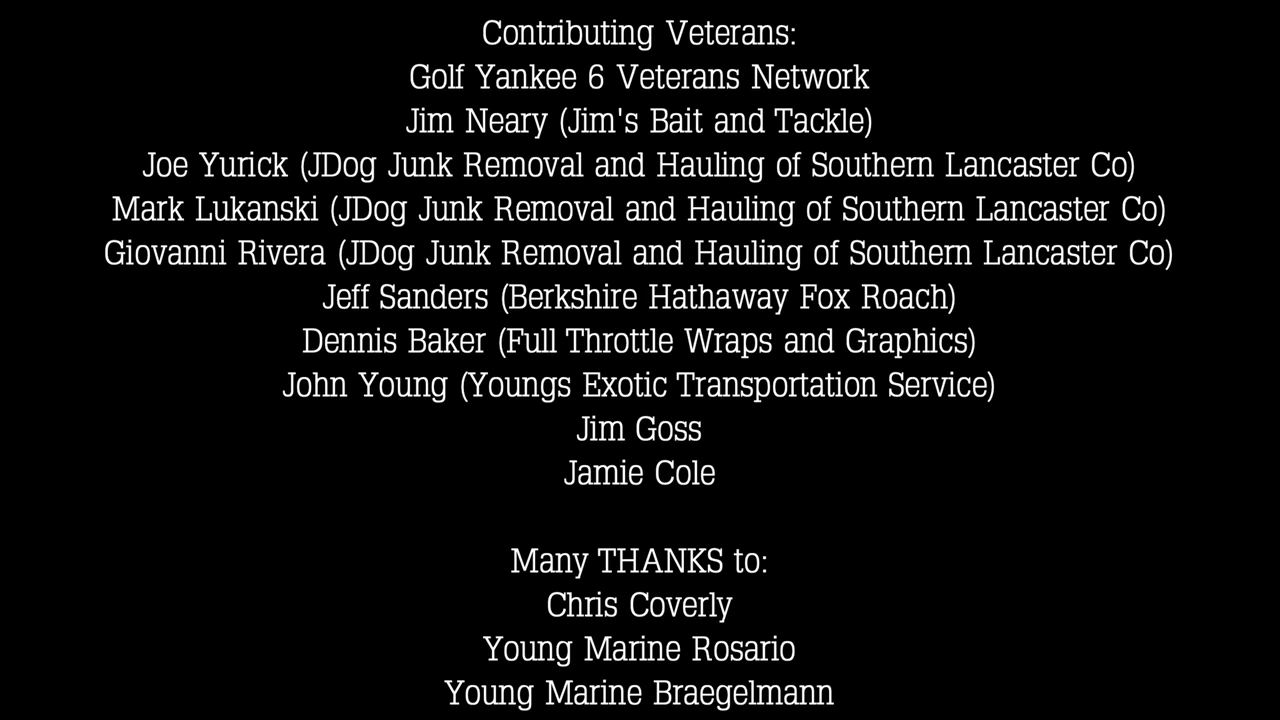 Contributing Veterans:
Golf Yankee 6 Veterans Network
Jim Neary (Jim's Bait and Tackle)
Joe Yurick (JDog Junk Removal and Hauling of Southern Lancaster Co)
Mark Lukanski (JDog Junk Removal and Hauling of Southern Lancaster Co)
Giovanni Rivera (JDog Junk Removal and Hauling of Southern Lancaster Co)
Jeff Sanders (Berkshire Hathaway Fox Roach)
Dennis Baker (Full Throttle Wraps and Graphics)
John Young (Youngs Exotic Transportation Service)
Jim Goss
Jamie Cole
Many THANKS to:
Chris Coverly
Young Marine Rosario
Young Marine Braegelmann